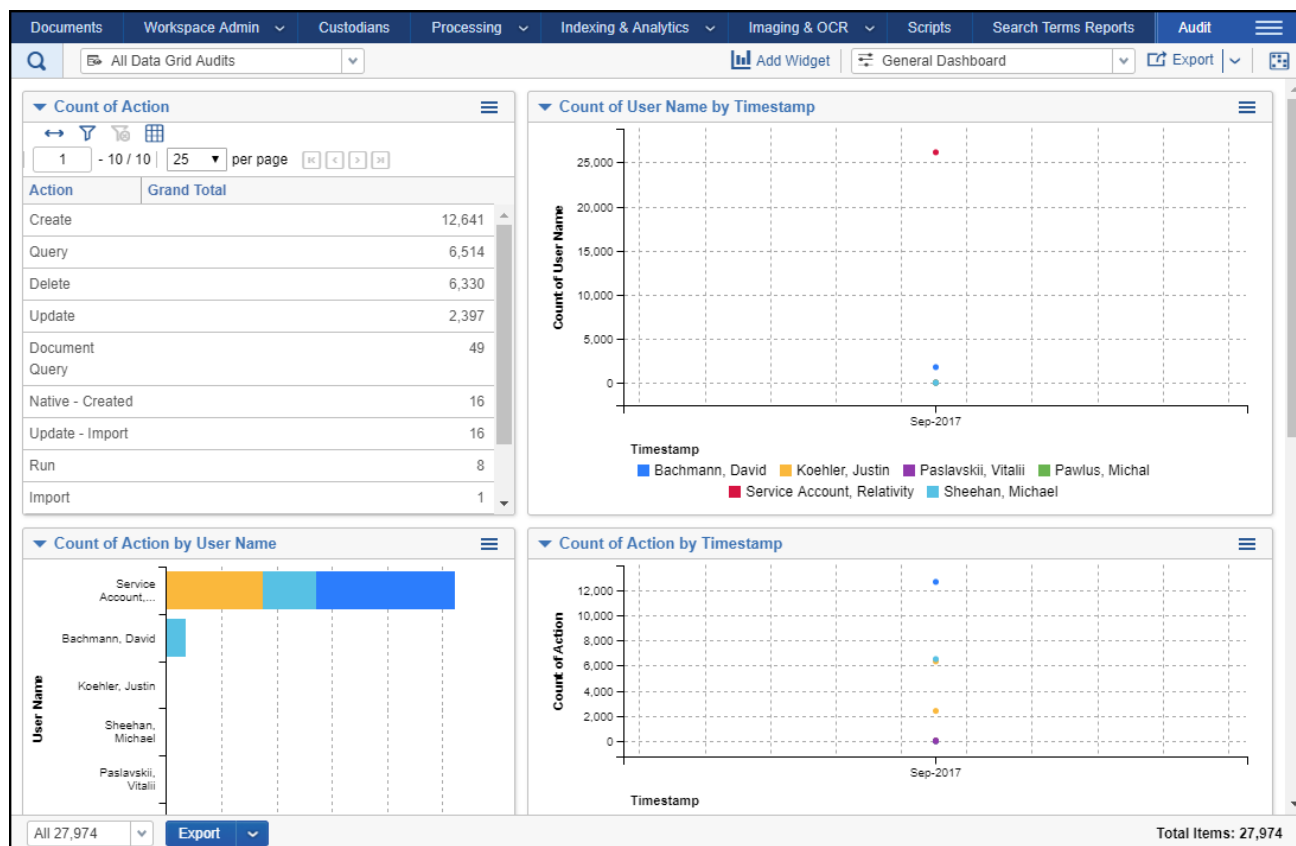 Documents Workspace Admin Custodians Processing Indexing & Analytics Imaging & OCR Scripts Search Terms Reports Audit
All Data Grid Audits Add Widget General Dashboard Export
Count of Action
1 - 10 / 10 25 per page
Action Grand Total
Create 12,641
Query 6,514
Delete 6,330
Update 2,397
Document 49
Query
Native - Created 16
Update - Import 16
Run 8
Import 1
Count of User Name by Timestamp
Count of User Name
25,000
20,000
15,000
10,000
5,000
0
Sep-2017
Timestamp
Bachmann, David Koehler, Justin Paslavskii, Vitalii Pawlus, Michal
Service Account, Relativity Sheehan, Michael
Count of Action by User Name
User Name
Service
Account,...
Bachmann, David
Koehler, Justin
Sheehan,
Michael
Paslavskii,
Vitalii
Count of Action by Timestamp
Count of Action
12,000
10,000
8,000
6,000
4,000
2,000
0
Sep-2017
Timestamp
All 27,974 Export Total Items: 27,974